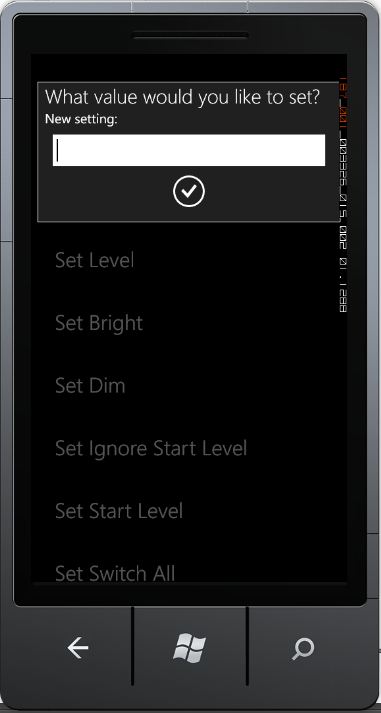 What value would you like to set?
New setting:
Set Level
Set Bright
Set Dim
Set Ignore Start Level
Set Start Level
Set Switch All